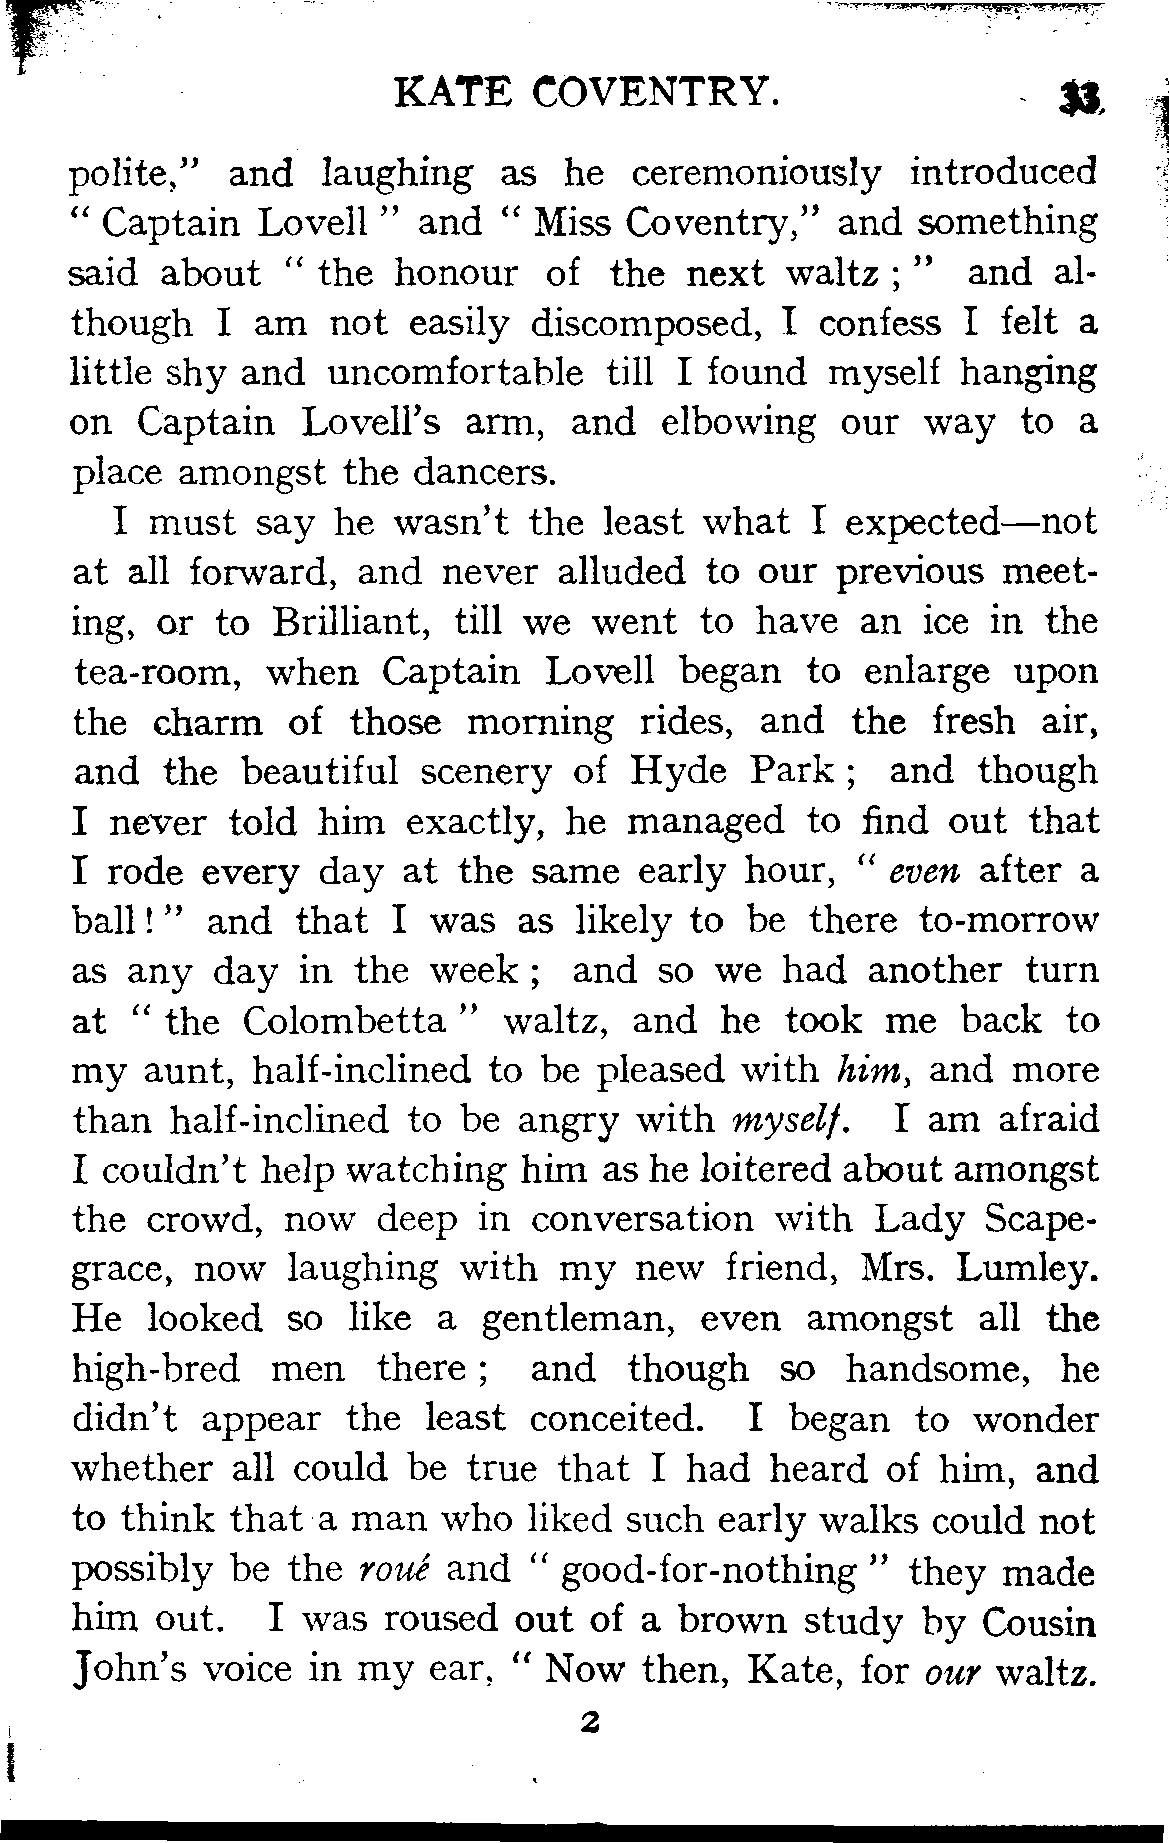 KATE COVENTRY. 33
polite," and laughing as he ceremoniously introduced
" Captain Lovell " and " Miss Coventry," and something
said about " the honour of the next waltz ; " and al-
though I am not easily discomposed, I confess I felt a
little shy and uncomfortable till I found myself hanging
on Captain Lovell's arm, and elbowing our way to a
place amongst the dancers.
I must say he wasn't the least what I expected—not
at all forward, and never alluded to our previous meet-
ing, or to Brilliant, till we went to have an ice in the
tea-room, when Captain Lovell began to enlarge upon
the charm of those morning rides, and the fresh air,
and the beautiful scenery of Hyde Park ; and though
I never told him exactly, he managed to find out that
I rode every day at the same early hour, " even after a
ball ! " and that I was as likely to be there to-morrow
as any day in the week ; and so we had another turn
at " the Colombetta " waltz, and he took me back to
my aunt, half-inclined to be pleased with him, and more
than half-inclined to be angry with myself. I am afraid
I couldn't help watching him as he loitered about amongst
the crowd, now deep in conversation with Lady Scape-
grace, now laughing with my new friend, Mrs. Lumley.
He looked so like a gentleman, even amongst all the
high-bred men there ; and though so handsome, he
didn't appear the least conceited. I began to wonder
whether all could be true that I had heard of him, and
to think that a man who liked such early walks could not
possibly be the roué and " good-for-nothing " they made
him out. I was roused out of a brown study by Cousin
John's voice in my ear, " Now then, Kate, for our waltz.
2